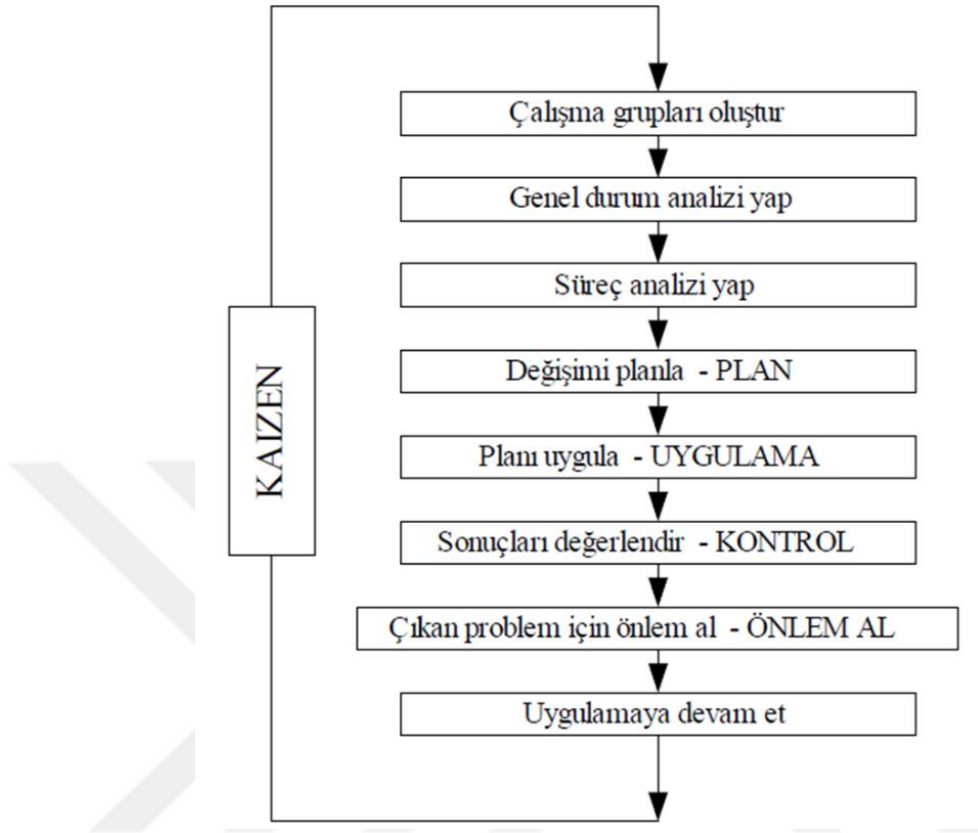 Çalışma grupları oluştur
Genel durum analizi yap
Süreç analizi yap
Değişimi planla - PLAN
Planı uygula - UYGULAMA
Sonuçları değerlendir - KONTROL
Çıkan problem için önlem al - ÖNLEM AL
Uygulamaya devam et
KAIZEN